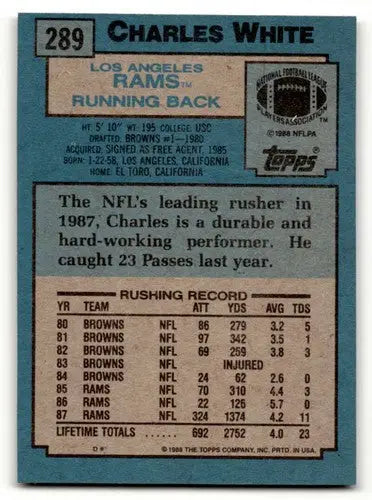 289 CHARLES WHITE
LOS ANGELES
RAMS™
RUNNING BACK
NATIONAL FOOTBALL LEAGUE
PLAYERS ASSOCIATION
© 1988 NFLPA
topps
HT: 5' 10" WT: 195 COLLEGE: USC
DRAFTED: BROWNS #1-1980
ACQUIRED: SIGNED AS FREE AGENT, 1985
BORN: 1-22-58, LOS ANGELES, CALIFORNIA
HOME: EL TORO, CALIFORNIA
The NFL's leading rusher in
1987, Charles is a durable and
hard-working performer. He
caught 23 Passes last year.
RUSHING RECORD
YR TEAM ATT YDS AVG TDS
80 BROWNS NFL 86 279 3.2 5
81 BROWNS NFL 97 342 3.5 1
82 BROWNS NFL 69 259 3.8 3
83 BROWNS NFL INJURED
84 BROWNS NFL 24 62 2.6 0
85 RAMS NFL 70 310 4.4 3
86 RAMS NFL 22 126 5.7 0
87 RAMS NFL 324 1374 4.2 11
LIFETIME TOTALS 692 2752 4.0 23
D* © 1988 THE TOPPS COMPANY, INC. PRTD. IN U.S.A.